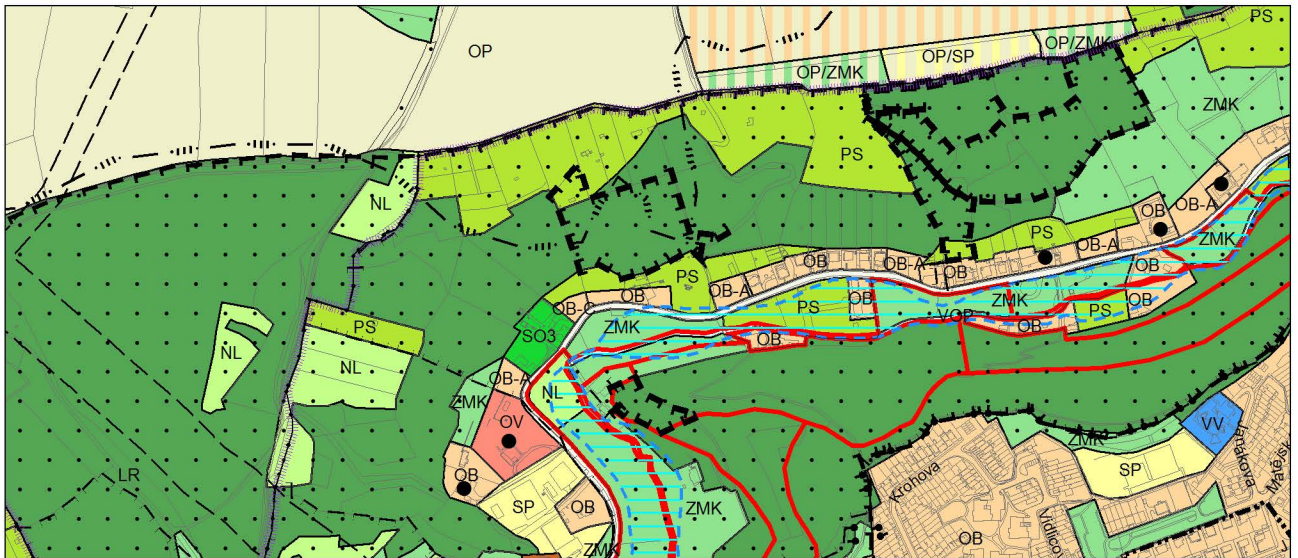 PS
OP
OP/ZMK
OP/SP
OP/ZMK
ZMK
PS
NL
OB
OB-A
PS
OB-A
ZMK
OB
OB-A
OB
PS
OB
OB-A
OB
OB-C
PS
OB
ZMK
PS
OB
VOP
OB
PS
SO3
ZMK
OB
NL
NL
OB-A
NL
ZMK
OV
VV
ZMK
SP
LR
OB
SP
OB
ZMK
Krohova
OB
ZMK